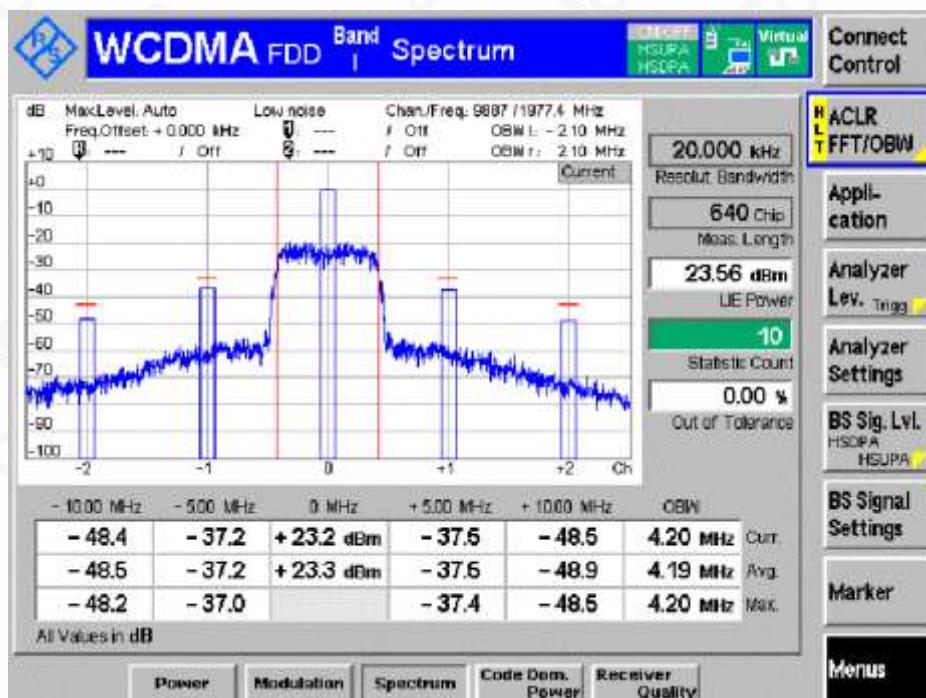 WCDMA FDD Band I Spectrum
HSUPA
HSDPA
Virtual
Connect
Control
dB Max.Level: Auto Low noise Chan./Freq.: 9887 / 1977.4 MHz
Freq.Offset: + 0.000 kHz --- / Off OBW l: - 2.10 MHz
--- / Off --- OBW r: 2.10 MHz
Current
+10
+0
-10
-20
-30
-40
-50
-60
-70
-80
-90
-100
-2 -1 0 +1 +2 Ch
20.000 kHz
Resolut. Bandwidth
640 Chip
Meas. Length
23.56 dBm
UE Power
10
Statistic Count
0.00 %
Out of Tolerance
HLT
ACLR
FFT/OBW
Appli-
cation
Analyzer
Lev. Trigg
Analyzer
Settings
BS Sig. Lvl.
HSDPA
HSUPA
BS Signal
Settings
Marker
Menus
- 10.00 MHz - 5.00 MHz 0 MHz + 5.00 MHz + 10.00 MHz OBW
- 48.4 - 37.2 + 23.2 dBm - 37.6 - 48.5 4.20 MHz Curr.
- 48.5 - 37.2 + 23.3 dBm - 37.6 - 48.9 4.19 MHz Avg.
- 48.2 - 37.0 - 37.4 - 48.5 4.20 MHz Max.
All Values in dB
Power
Modulation
Spectrum
Code Dom.
Power
Receiver
Quality